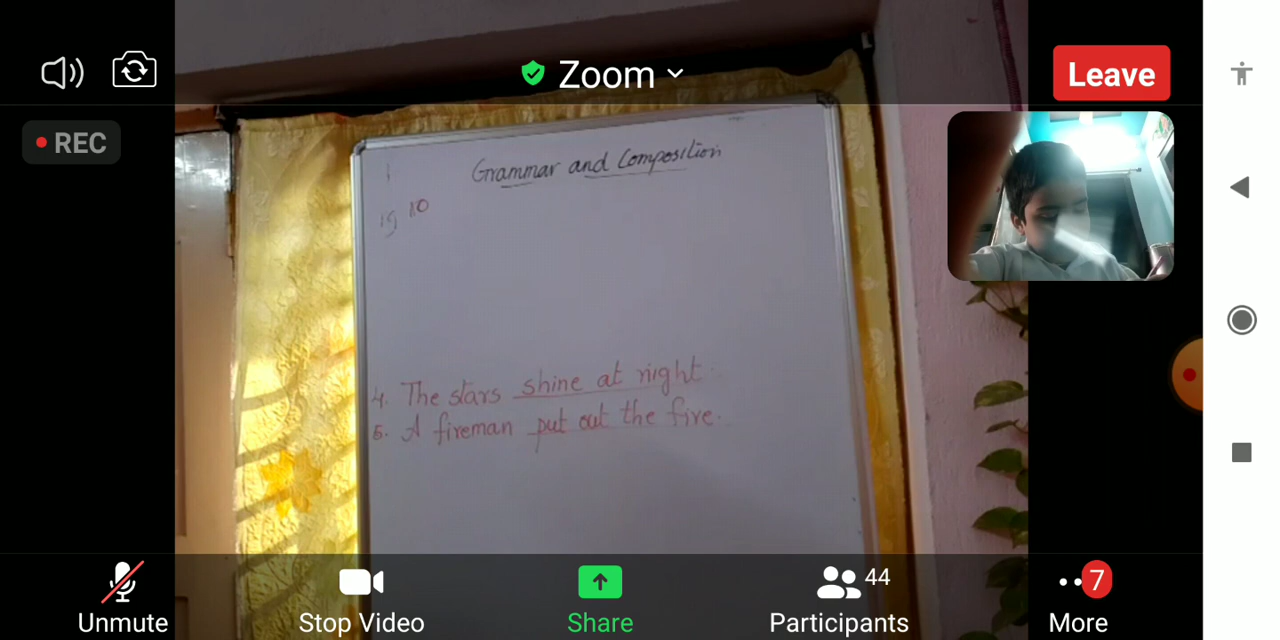 Zoom
Leave
REC
Grammar and Composition
19 10
4. The stars shine at night.
5. A fireman put out the fire.
Unmute
Stop Video
Share
Participants
44
More
7